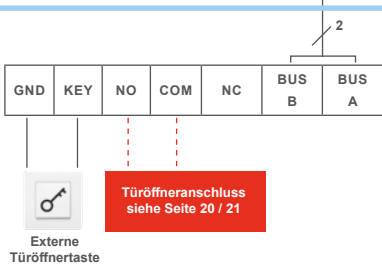 2
GND KEY NO COM NC BUS B BUS A
Türöffneranschluss
siehe Seite 20 / 21
Externe
Türöffnertaste